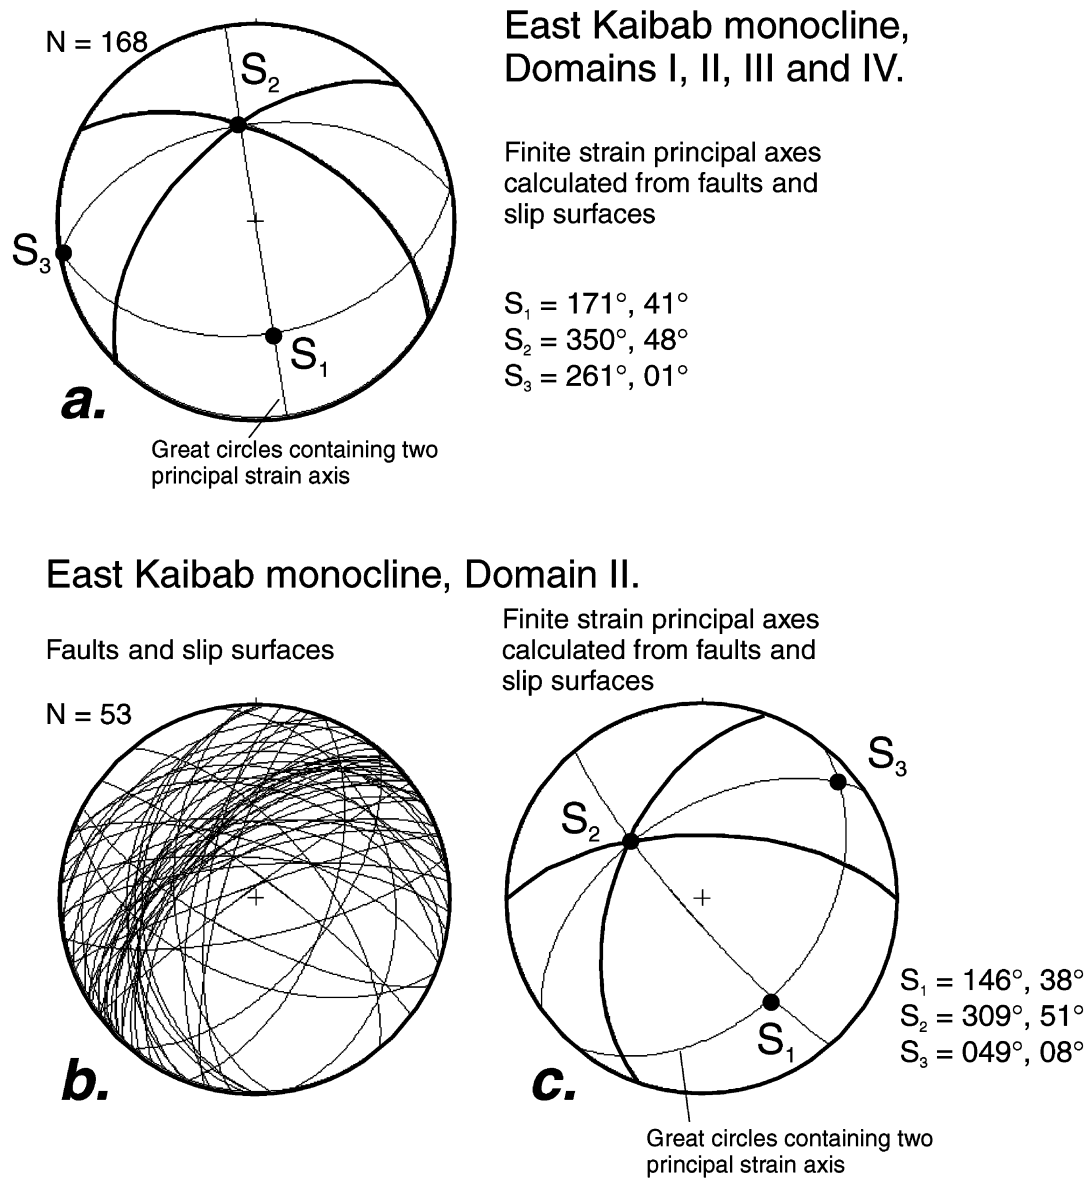 N = 168
East Kaibab monocline,
Domains I, II, III and IV.
S₂
Finite strain principal axes
calculated from faults and
slip surfaces
S₃
S₁ = 171°, 41°
S₂ = 350°, 48°
S₃ = 261°, 01°
S₁
a.
Great circles containing two
principal strain axis
East Kaibab monocline, Domain II.
Faults and slip surfaces
N = 53
b.
Finite strain principal axes
calculated from faults and
slip surfaces
S₃
S₂
S₁ = 146°, 38°
S₂ = 309°, 51°
S₃ = 049°, 08°
S₁
c.
Great circles containing two
principal strain axis